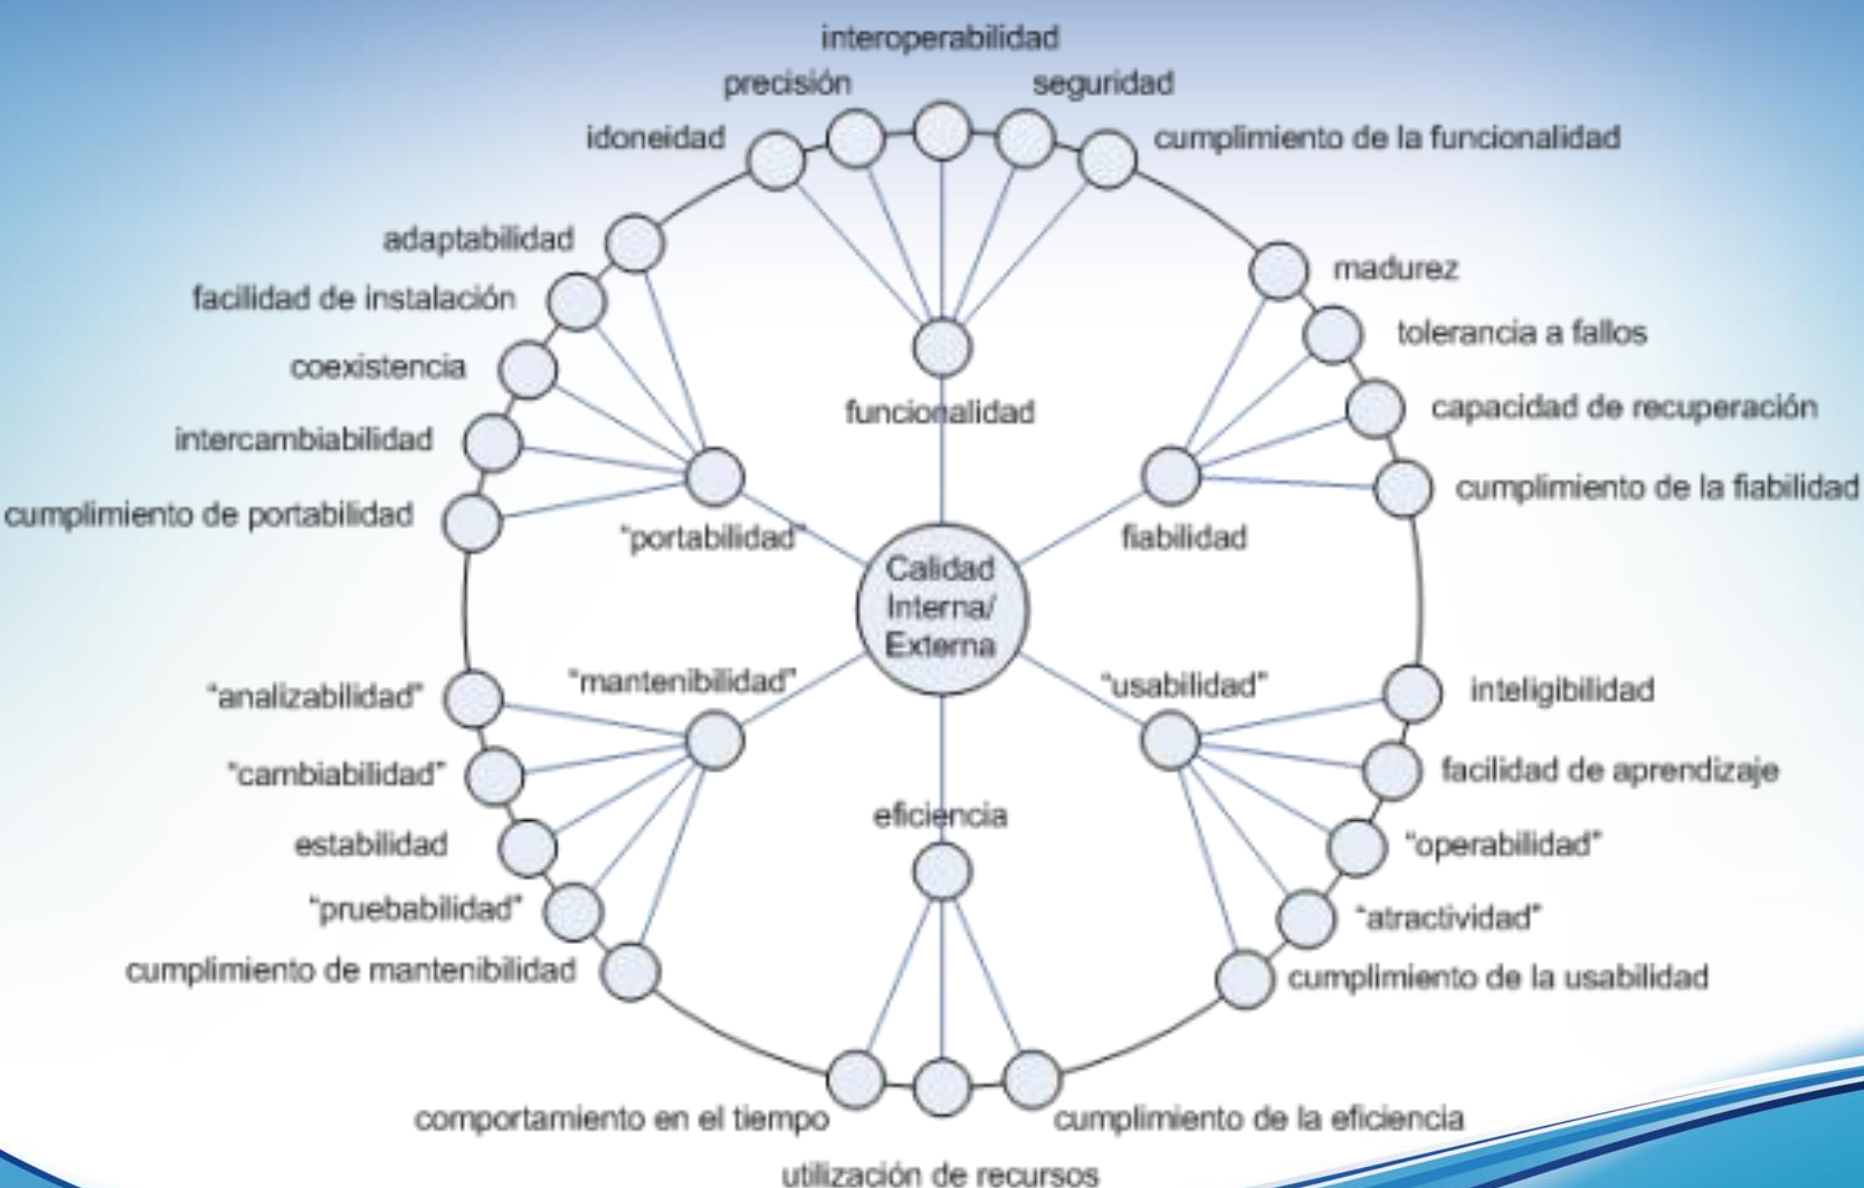 interoperabilidad
precisión
seguridad
idoneidad
cumplimiento de la funcionalidad
adaptabilidad
madurez
facilidad de instalación
tolerancia a fallos
coexistencia
capacidad de recuperación
funcionalidad
intercambiabilidad
cumplimiento de la fiabilidad
cumplimiento de portabilidad
"portabilidad"
fiabilidad
Calidad
Interna/
Externa
"mantenibilidad"
"usabilidad"
"analizabilidad"
inteligibilidad
"cambiabilidad"
facilidad de aprendizaje
eficiencia
estabilidad
"operabilidad"
"pruebabilidad"
"atractividad"
cumplimiento de mantenibilidad
cumplimiento de la usabilidad
comportamiento en el tiempo
cumplimiento de la eficiencia
utilización de recursos